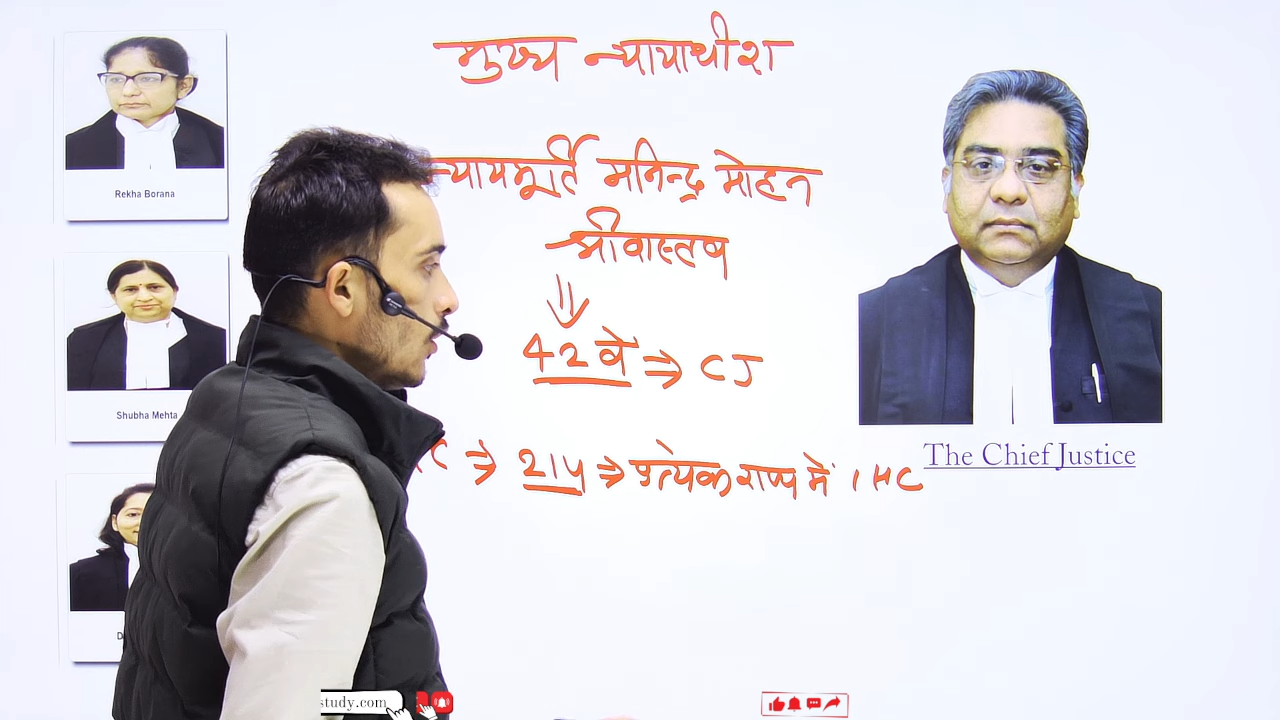 मुख्य न्यायाधीश
न्यायमूर्ति मनिन्द्र मोहन
श्रीवास्तव
42 वें ⇒ CJ
⇒ 214 ⇒ प्रत्येक राज्य में 1 HC
Rekha Borana
Shubha Mehta
The Chief Justice
study.com